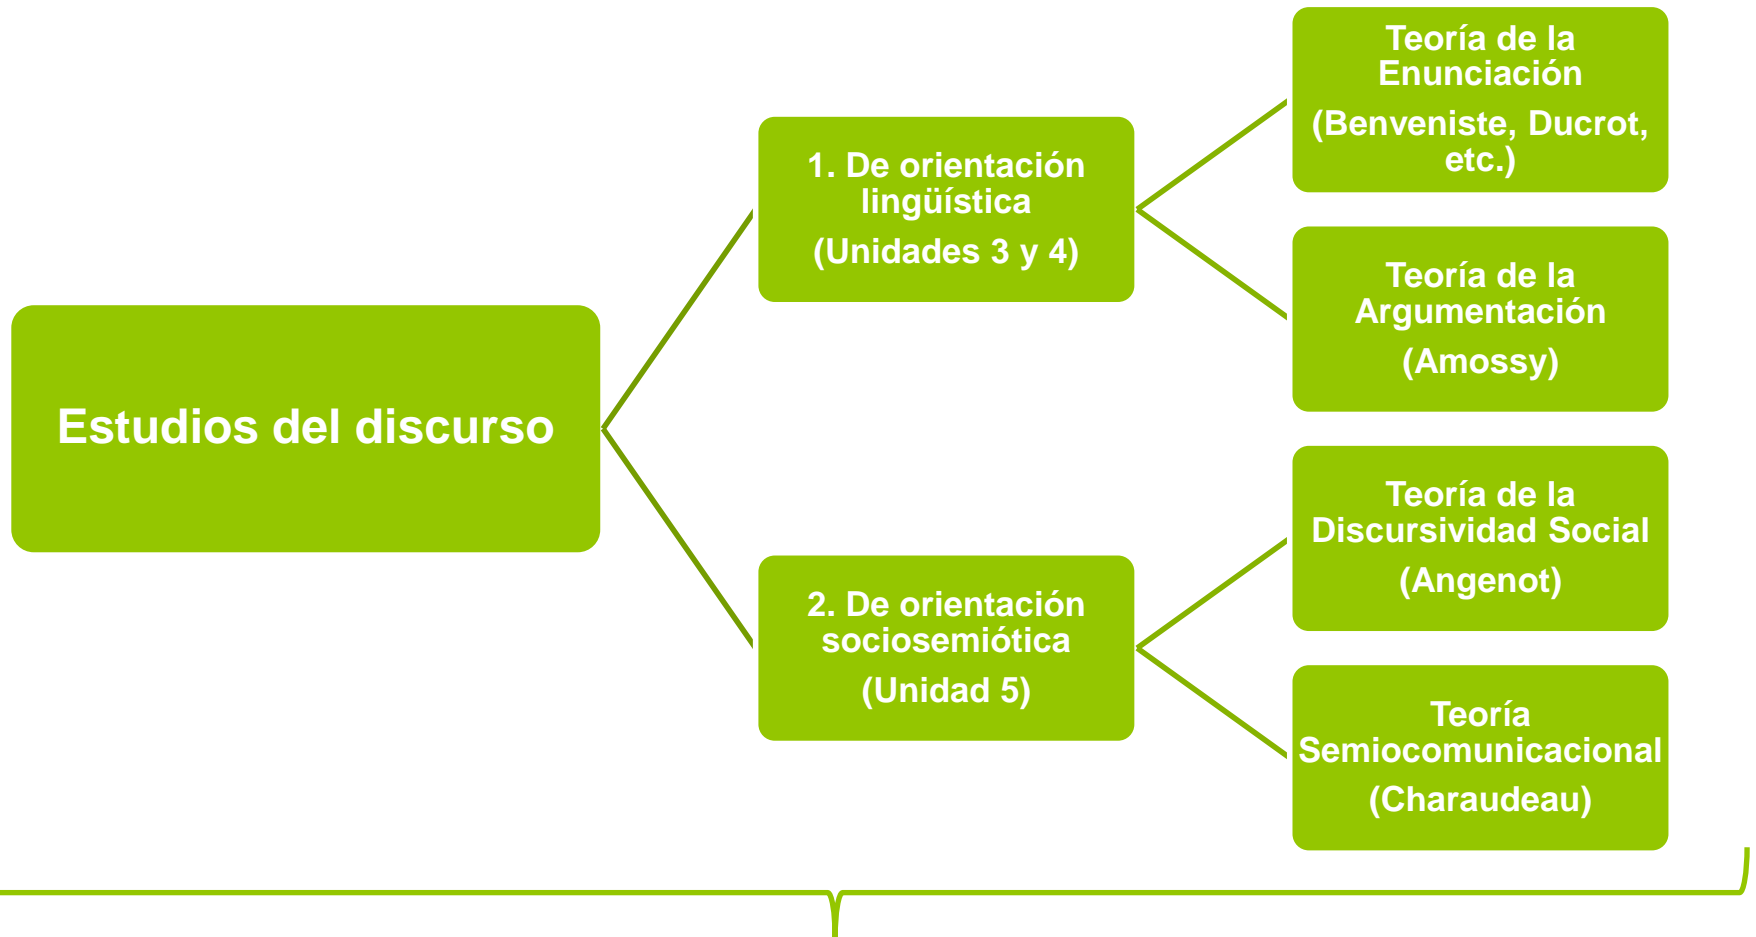 Estudios del discurso
1. De orientación
lingüística
(Unidades 3 y 4)
2. De orientación
sociosemiótica
(Unidad 5)
Teoría de la
Enunciación
(Benveniste, Ducrot,
etc.)
Teoría de la
Argumentación
(Amossy)
Teoría de la
Discursividad Social
(Angenot)
Teoría
Semiocomunicacional
(Charaudeau)